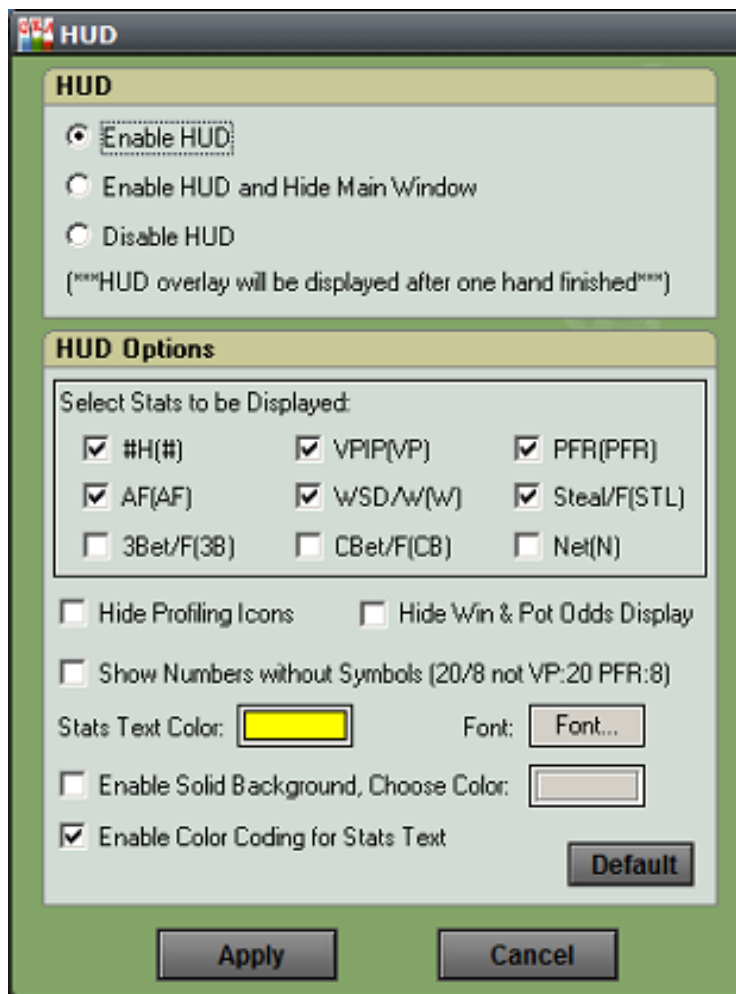 HUD
HUD
Enable HUD
Enable HUD and Hide Main Window
Disable HUD
(***HUD overlay will be displayed after one hand finished***)
HUD Options
Select Stats to be Displayed:
#H(#) VPIP(VP) PFR(PFR)
AF(AF) WSD/W(W) Steal/F(STL)
3Bet/F(3B) CBet/F(CB) Net(N)
Hide Profiling Icons Hide Win & Pot Odds Display
Show Numbers without Symbols (20/8 not VP:20 PFR:8)
Stats Text Color: Font: Font...
Enable Solid Background, Choose Color:
Enable Color Coding for Stats Text
Default
Apply Cancel